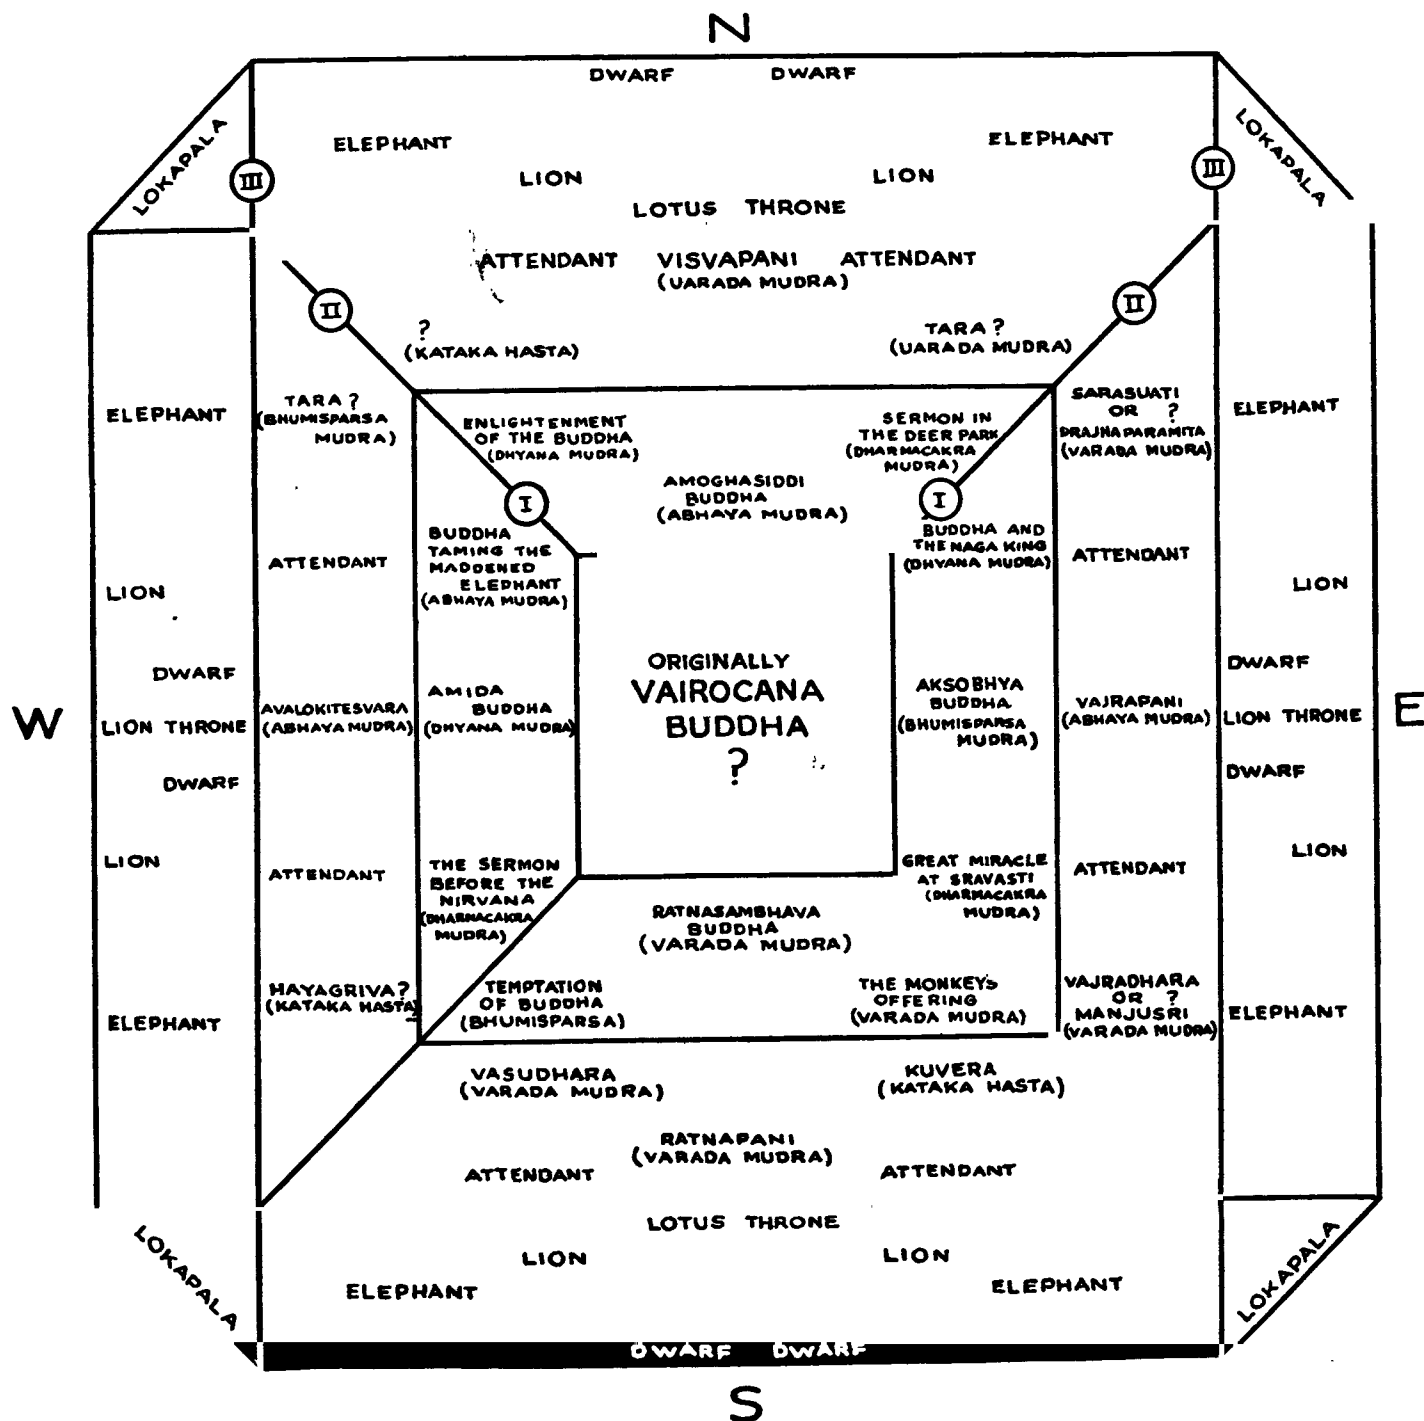 N
DWARF DWARF
ELEPHANT ELEPHANT
LOKAPALA LOKAPALA
III III
LION LION
LOTUS THRONE
ATTENDANT VISVAPANI ATTENDANT
(UARADA MUDRA)
II II
? TARA ?
(KATAKA HASTA) (UARADA MUDRA)
ELEPHANT
TARA ?
(BHUMISPARSA
MUDRA)
ENLIGHTENMENT
OF THE BUDDHA
(DHYANA MUDRA)
SERMON IN
THE DEER PARK
(DHARMACAKRA
MUDRA)
SARASUATI
OR ?
DRAJNAPARAMITA
(VARADA MUDRA)
ELEPHANT
AMOGHASIDDI
BUDDHA
(ABHAYA MUDRA)
I I
BUDDHA
TAMING THE
MADDENED
ELEPHANT
(ABHAYA MUDRA)
BUDDHA AND
THE NAGA KING
(DHYANA MUDRA)
ATTENDANT ATTENDANT
LION LION
DWARF DWARF
W
LION THRONE
AVALOKITESVARA
(ABHAYA MUDRA)
AMIDA
BUDDHA
(DHYANA MUDRA)
ORIGINALLY
VAIROCANA
BUDDHA
?
AKSOBHYA
BUDDHA
(BHUMISPARSA
MUDRA)
VAJRAPANI
(ABHAYA MUDRA)
LION THRONE
E
DWARF DWARF
LION LION
ATTENDANT
THE SERMON
BEFORE THE
NIRVANA
(DHARMACAKRA
MUDRA)
GREAT MIRACLE
AT SRAVASTI
(DHARMACAKRA
MUDRA)
ATTENDANT
RATNASAMBHAVA
BUDDHA
(VARADA MUDRA)
ELEPHANT
HAYAGRIVA?
(KATAKA HASTA)
TEMPTATION
OF BUDDHA
(BHUMISPARSA)
THE MONKEYS
OFFERING
(VARADA MUDRA)
VAJRADHARA
OR ?
MANJUSRI
(VARADA MUDRA)
ELEPHANT
VASUDHARA
(VARADA MUDRA)
KUVERA
(KATAKA HASTA)
RATNAPANI
(VARADA MUDRA)
ATTENDANT ATTENDANT
LOTUS THRONE
LION LION
LOKAPALA LOKAPALA
ELEPHANT ELEPHANT
DWARF DWARF
S